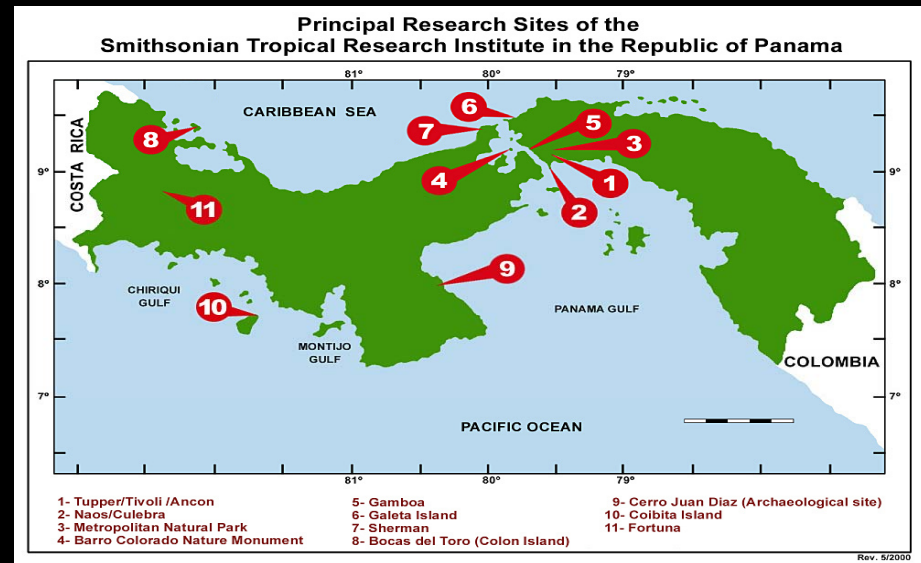 Principal Research Sites of the
Smithsonian Tropical Research Institute in the Republic of Panama
81° 80° 79°
CARIBBEAN SEA
COSTA RICA
6
5
7
3
8
9° 9°
4
1
11
2
9
8° 8°
CHIRIQUI
GULF
10
PANAMA GULF
MONTIJO
GULF
COLOMBIA
7° 7°
PACIFIC OCEAN
81° 80° 79°
1- Tupper/Tivoli /Ancon
2- Naos/Culebra
3- Metropolitan Natural Park
4- Barro Colorado Nature Monument
5- Gamboa
6- Galeta Island
7- Sherman
8- Bocas del Toro (Colon Island)
9- Cerro Juan Diaz (Archaeological site)
10- Coibita Island
11- Fortuna
Rev. 5/2000